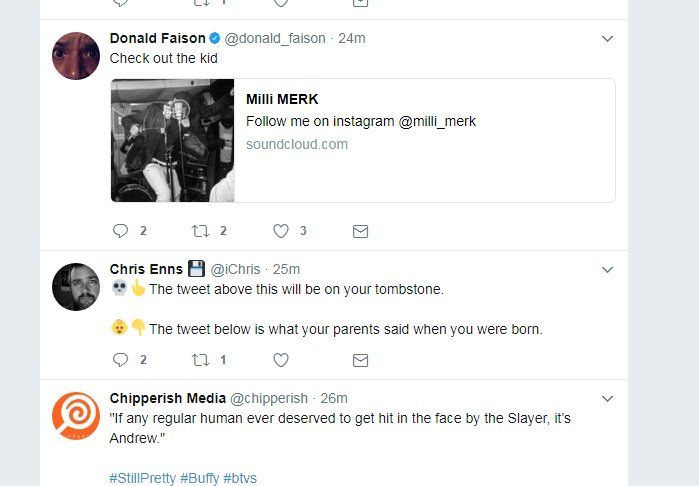 1
Donald Faison @donald_faison · 24m
Check out the kid
Milli MERK
Follow me on instagram @milli_merk
soundcloud.com
2 2 3
Chris Enns 💾 @iChris · 25m
💀👆The tweet above this will be on your tombstone.
👶👇The tweet below is what your parents said when you were born.
2 1
Chipperish Media @chipperish · 26m
"If any regular human ever deserved to get hit in the face by the Slayer, it’s
Andrew."
#StillPretty #Buffy #btvs